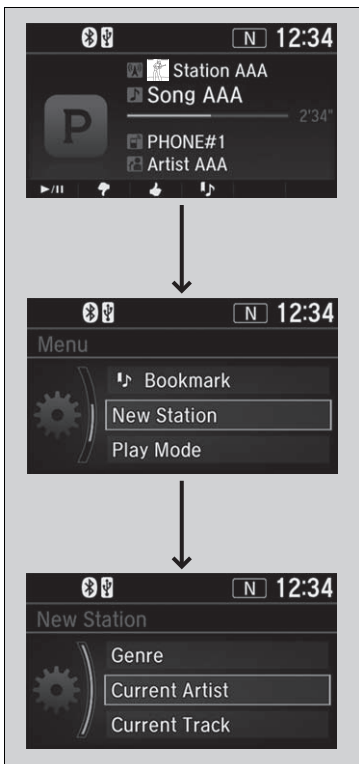 N 12:34
Station AAA
Song AAA
2'34"
P
PHONE#1
Artist AAA
N 12:34
Menu
Bookmark
New Station
Play Mode
N 12:34
New Station
Genre
Current Artist
Current Track